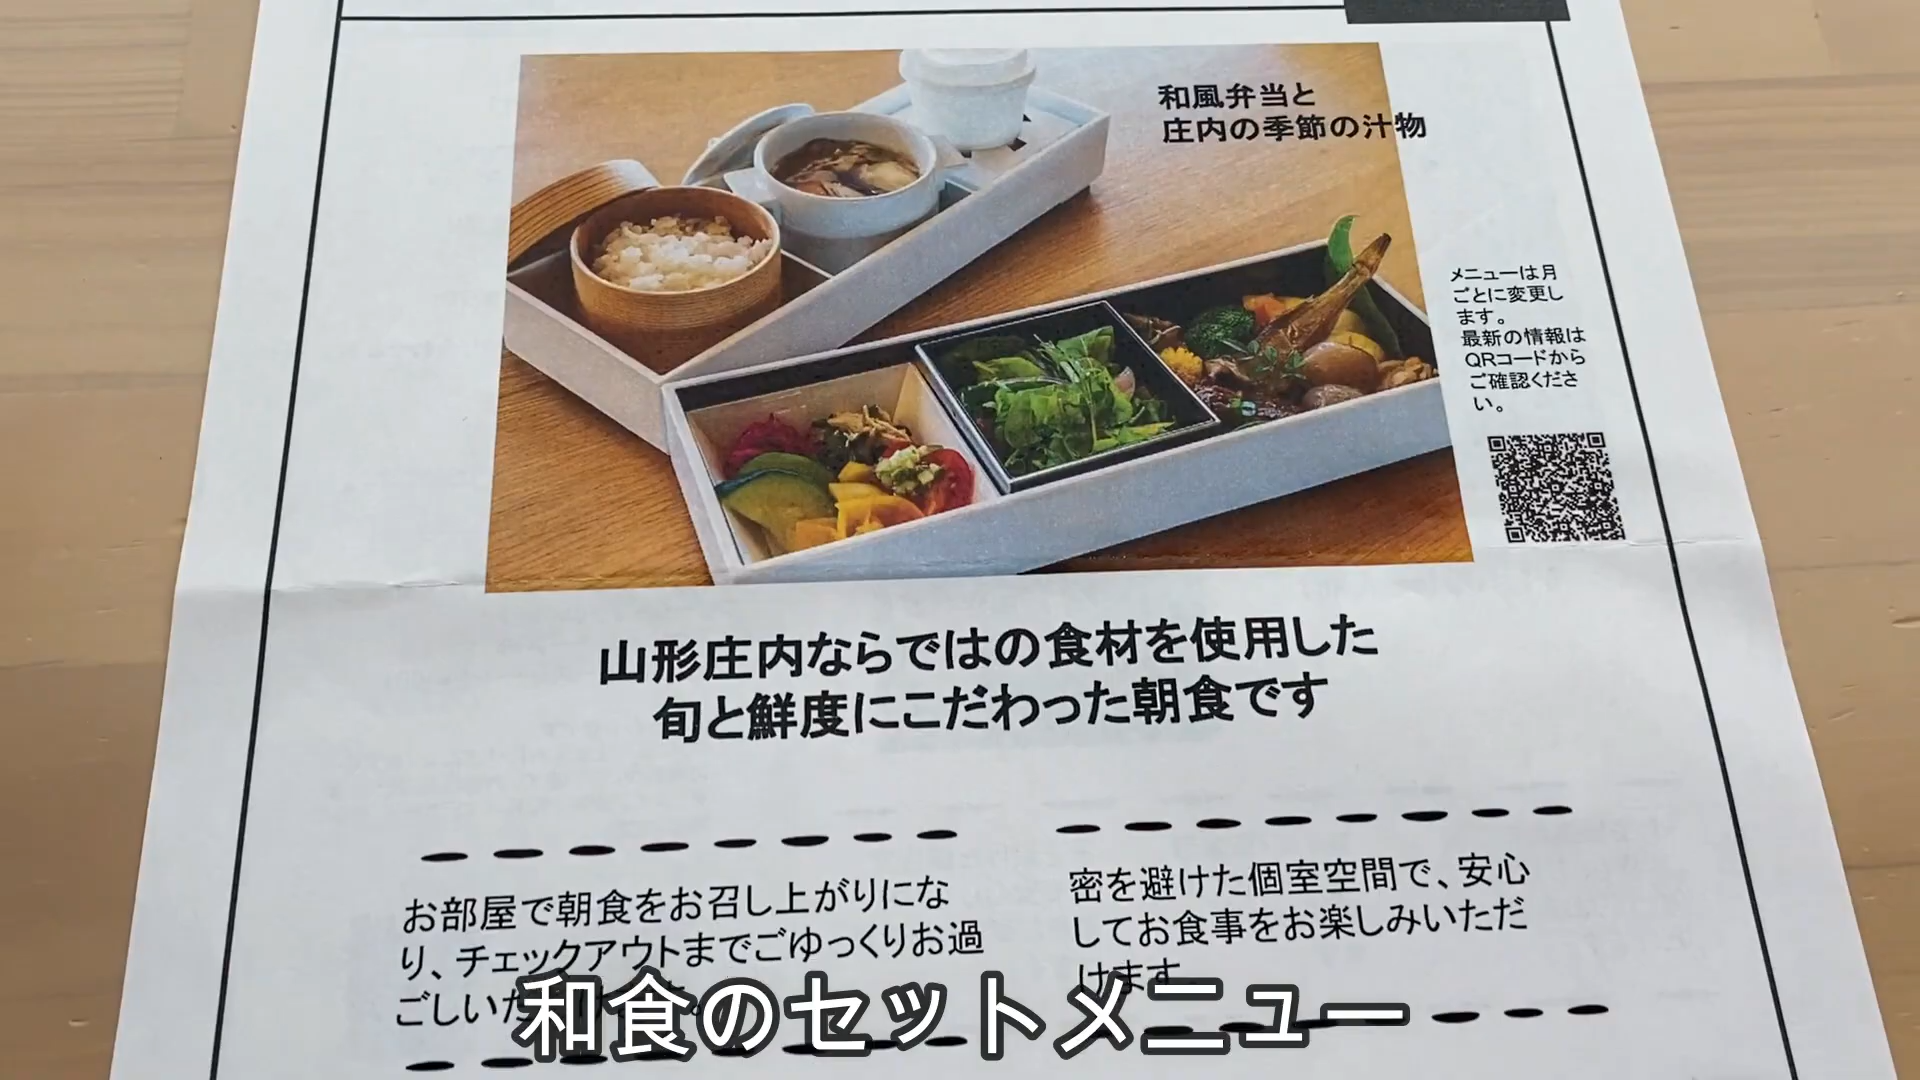 和風弁当と
庄内の季節の汁物
メニューは月
ごとに変更し
ます。
最新の情報は
QRコードから
ご確認くださ
い。
山形庄内ならではの食材を使用した
旬と鮮度にこだわった朝食です
お部屋で朝食をお召し上がりにな
り、チェックアウトまでごゆっくりお過
ごしいた
密を避けた個室空間で、安心
してお食事をお楽しみいただ
けます
和食のセットメニュー